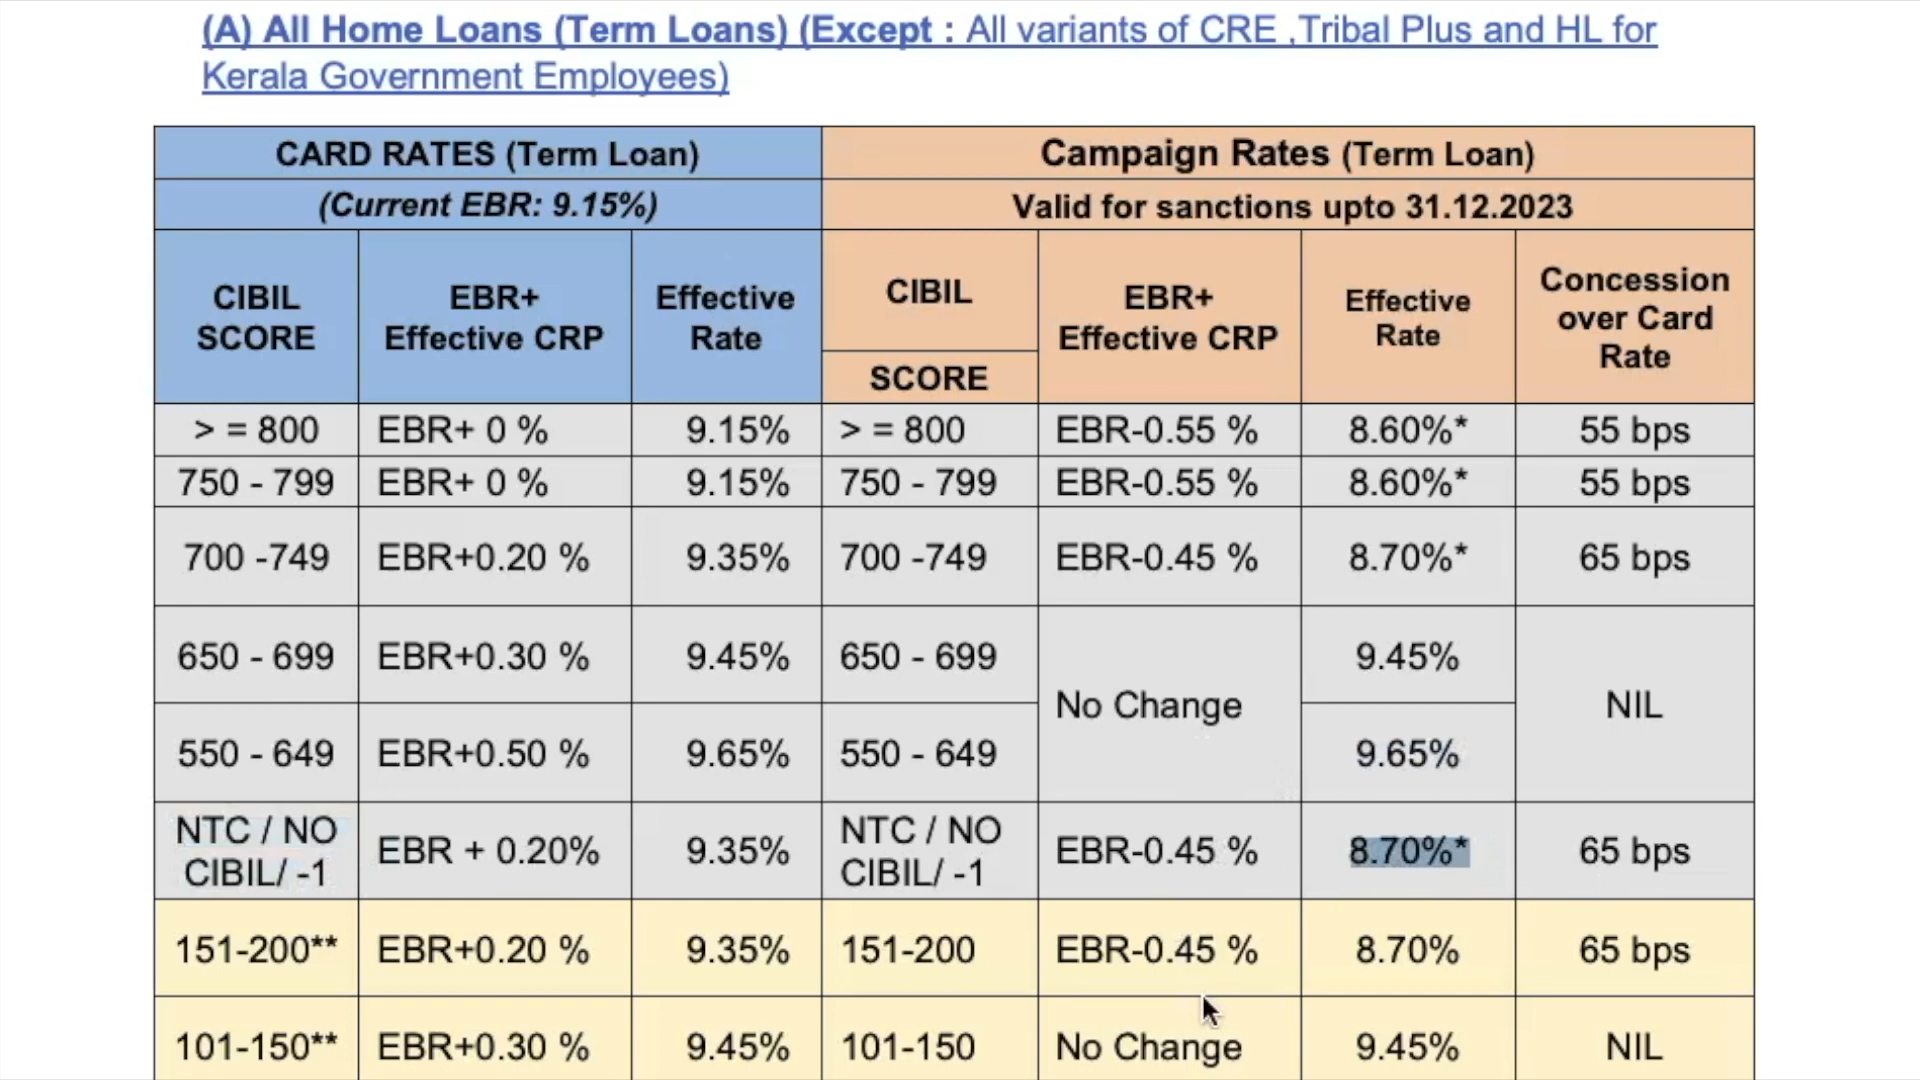 (A) All Home Loans (Term Loans) (Except : All variants of CRE ,Tribal Plus and HL for
Kerala Government Employees)
CARD RATES (Term Loan) Campaign Rates (Term Loan)
(Current EBR: 9.15%) Valid for sanctions upto 31.12.2023
CIBIL SCORE EBR+ Effective CRP Effective Rate CIBIL SCORE EBR+ Effective CRP Effective Rate Concession over Card Rate
> = 800 EBR+ 0 % 9.15% > = 800 EBR-0.55 % 8.60%* 55 bps
750 - 799 EBR+ 0 % 9.15% 750 - 799 EBR-0.55 % 8.60%* 55 bps
700 -749 EBR+0.20 % 9.35% 700 -749 EBR-0.45 % 8.70%* 65 bps
650 - 699 EBR+0.30 % 9.45% 650 - 699 No Change 9.45% NIL
550 - 649 EBR+0.50 % 9.65% 550 - 649 9.65%
NTC / NO CIBIL/ -1 EBR + 0.20% 9.35% NTC / NO CIBIL/ -1 EBR-0.45 % 8.70%* 65 bps
151-200** EBR+0.20 % 9.35% 151-200 EBR-0.45 % 8.70% 65 bps
101-150** EBR+0.30 % 9.45% 101-150 No Change 9.45% NIL